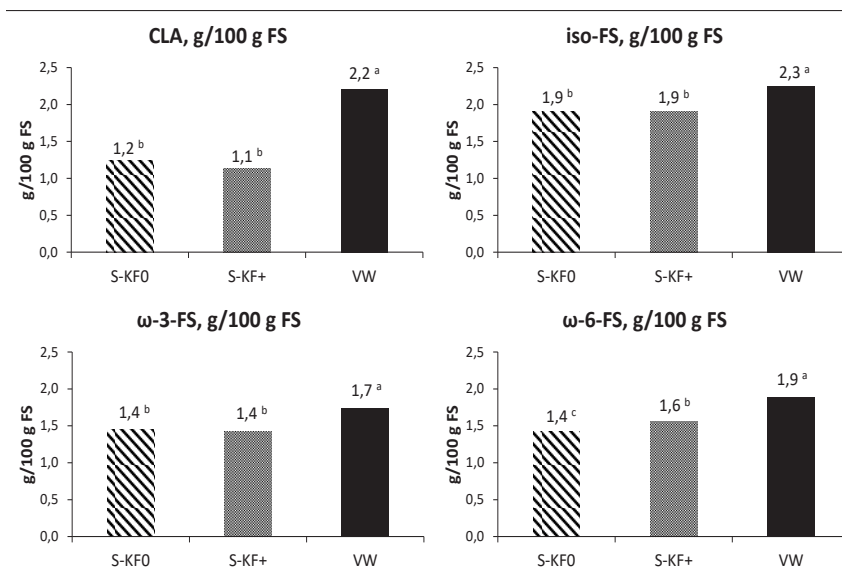 CLA, g/100 g FS
g/100 g FS
2,5
2,0
1,5
1,0
0,5
0,0
1,2 b
1,1 b
2,2 a
S-KF0 S-KF+ VW
iso-FS, g/100 g FS
g/100 g FS
2,5
2,0
1,5
1,0
0,5
0,0
1,9 b
1,9 b
2,3 a
S-KF0 S-KF+ VW
ω-3-FS, g/100 g FS
g/100 g FS
2,5
2,0
1,5
1,0
0,5
0,0
1,4 b
1,4 b
1,7 a
S-KF0 S-KF+ VW
ω-6-FS, g/100 g FS
g/100 g FS
2,5
2,0
1,5
1,0
0,5
0,0
1,4 c
1,6 b
1,9 a
S-KF0 S-KF+ VW